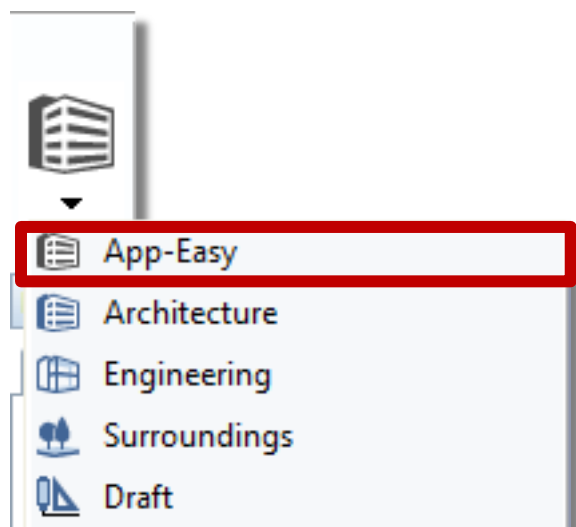 App-Easy
Architecture
Engineering
Surroundings
Draft